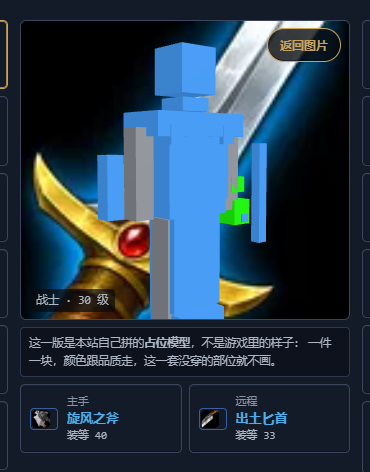 返回图片
战士 · 30 级
这一版是本站自己拼的占位模型，不是游戏里的样子： 一件
一块，颜色跟品质走，这一套没穿的部位就不画。
主手
旋风之斧
装等 40
远程
出土匕首
装等 33